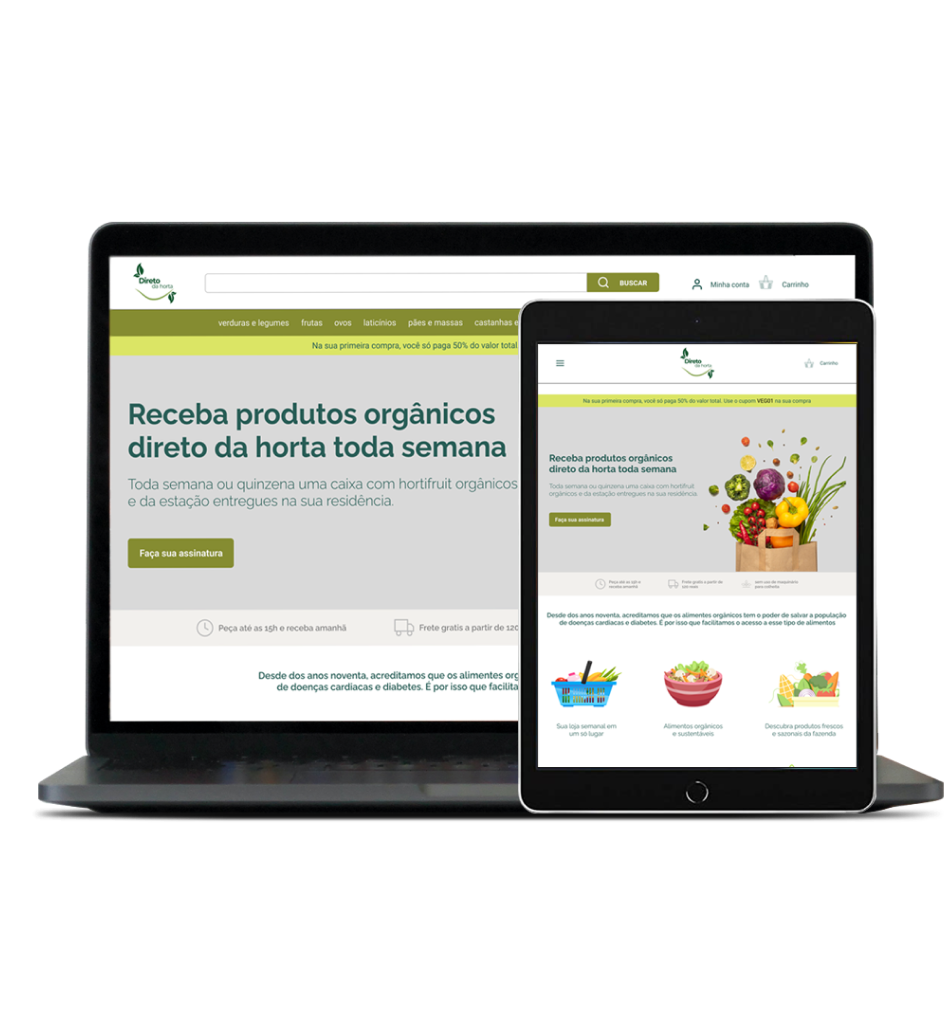 Direto
da horta
BUSCAR
Minha conta
Carrinho
verduras e legumes frutas ovos laticínios pães e massas castanhas e
Na sua primeira compra, você só paga 50% do valor total
Receba produtos orgânicos
direto da horta toda semana
Toda semana ou quinzena uma caixa com hortifruit orgânicos
e da estação entregues na sua residência.
Faça sua assinatura
Peça até as 15h e receba amanhã
Frete gratis a partir de 120
Desde dos anos noventa, acreditamos que os alimentos org
de doenças cardiacas e diabetes. É por isso que facilita
Direto
da horta
Carrinho
Na sua primeira compra, você só paga 50% do valor total. Use o cupom VEG01 na sua compra
Receba produtos orgânicos
direto da horta toda semana
Toda semana ou quinzena uma caixa com hortifruit
orgânicos e da estação entregues na sua residência.
Faça sua assinatura
Peça até as 15h e
receba amanhã
Frete gratis a partir de
Desde dos anos noventa, acreditamos que os alimentos orgânicos tem o poder de salvar a população
de doenças cardiacas e diabetes. É por isso que facilitamos o acesso a esse tipo de alimentos
Sua loja semanal em
um só lugar
Alimentos orgânicos
e sustentáveis
Descubra produtos frescos
e sazonais da fazenda